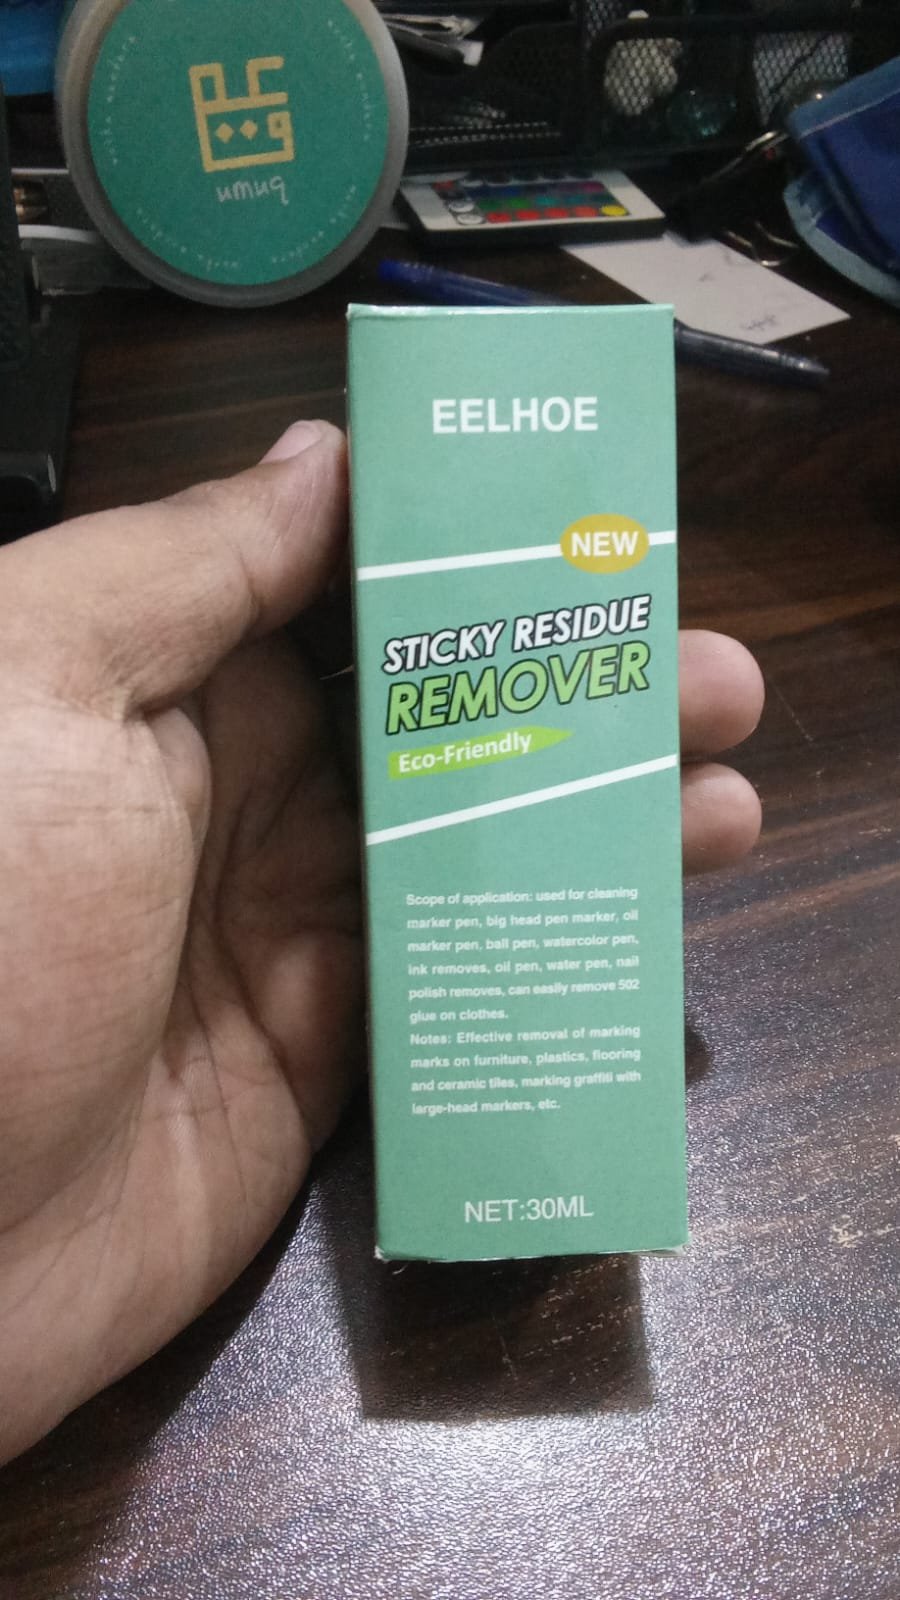 umuq
EELHOE
NEW
STICKY RESIDUE
REMOVER
Eco-Friendly
Scope of application: used for cleaning
marker pen, big head pen marker, oil
marker pen, ball pen, watercolor pen,
ink removes, oil pen, water pen, nail
polish removes, can easily remove 502
glue on clothes.
Notes: Effective removal of marking
marks on furniture, plastics, flooring
and ceramic tiles, marking graffiti with
large-head markers, etc.
NET:30ML